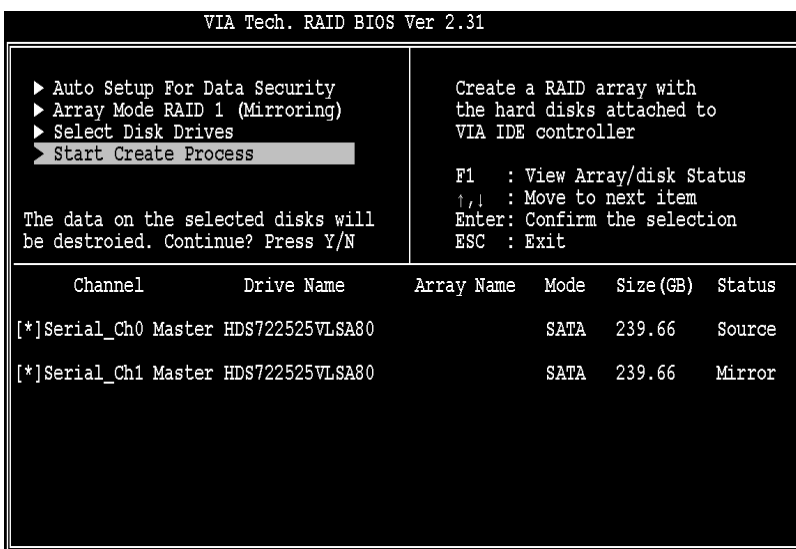 VIA Tech. RAID BIOS Ver 2.31
▶ Auto Setup For Data Security
▶ Array Mode RAID 1 (Mirroring)
▶ Select Disk Drives
▶ Start Create Process
The data on the selected disks will
be destroied. Continue? Press Y/N
Create a RAID array with
the hard disks attached to
VIA IDE controller
F1 : View Array/disk Status
↑,↓ : Move to next item
Enter: Confirm the selection
ESC : Exit
Channel Drive Name Array Name Mode Size(GB) Status
[*]Serial_Ch0 Master HDS722525VLSA80 SATA 239.66 Source
[*]Serial_Ch1 Master HDS722525VLSA80 SATA 239.66 Mirror